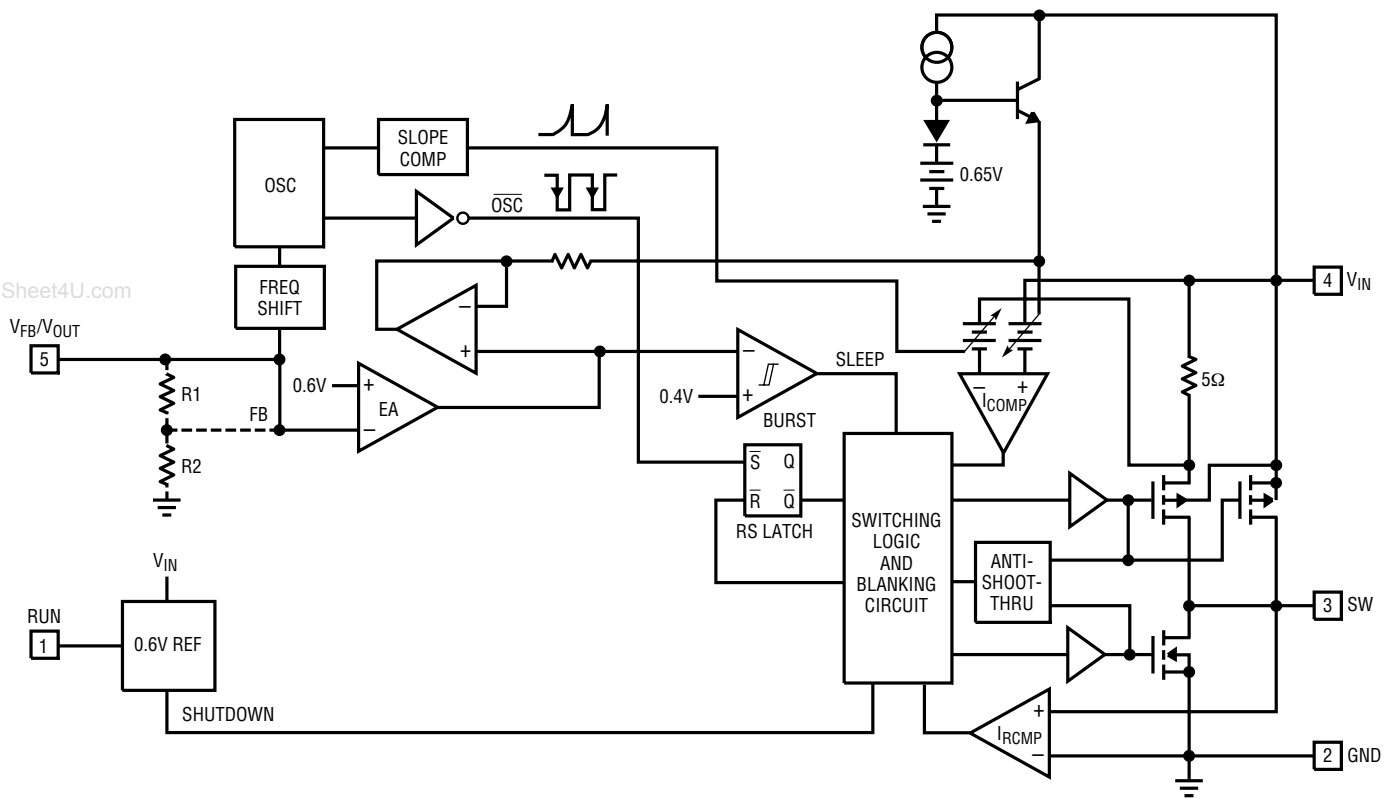 0.65V
SLOPE
COMP
OSC
OSC
FREQ
SHIFT
Sheet4U.com
4 VIN
VFB/VOUT
5
−
+
− +
ICOMP
5Ω
R1
0.6V
+
EA
−
FB
R2
−
0.4V
+
SLEEP
BURST
S Q
R Q
RS LATCH
SWITCHING
LOGIC
AND
BLANKING
CIRCUIT
ANTI-
SHOOT-
THRU
VIN
RUN
1
0.6V REF
3 SW
SHUTDOWN
+
IRCMP
−
2 GND